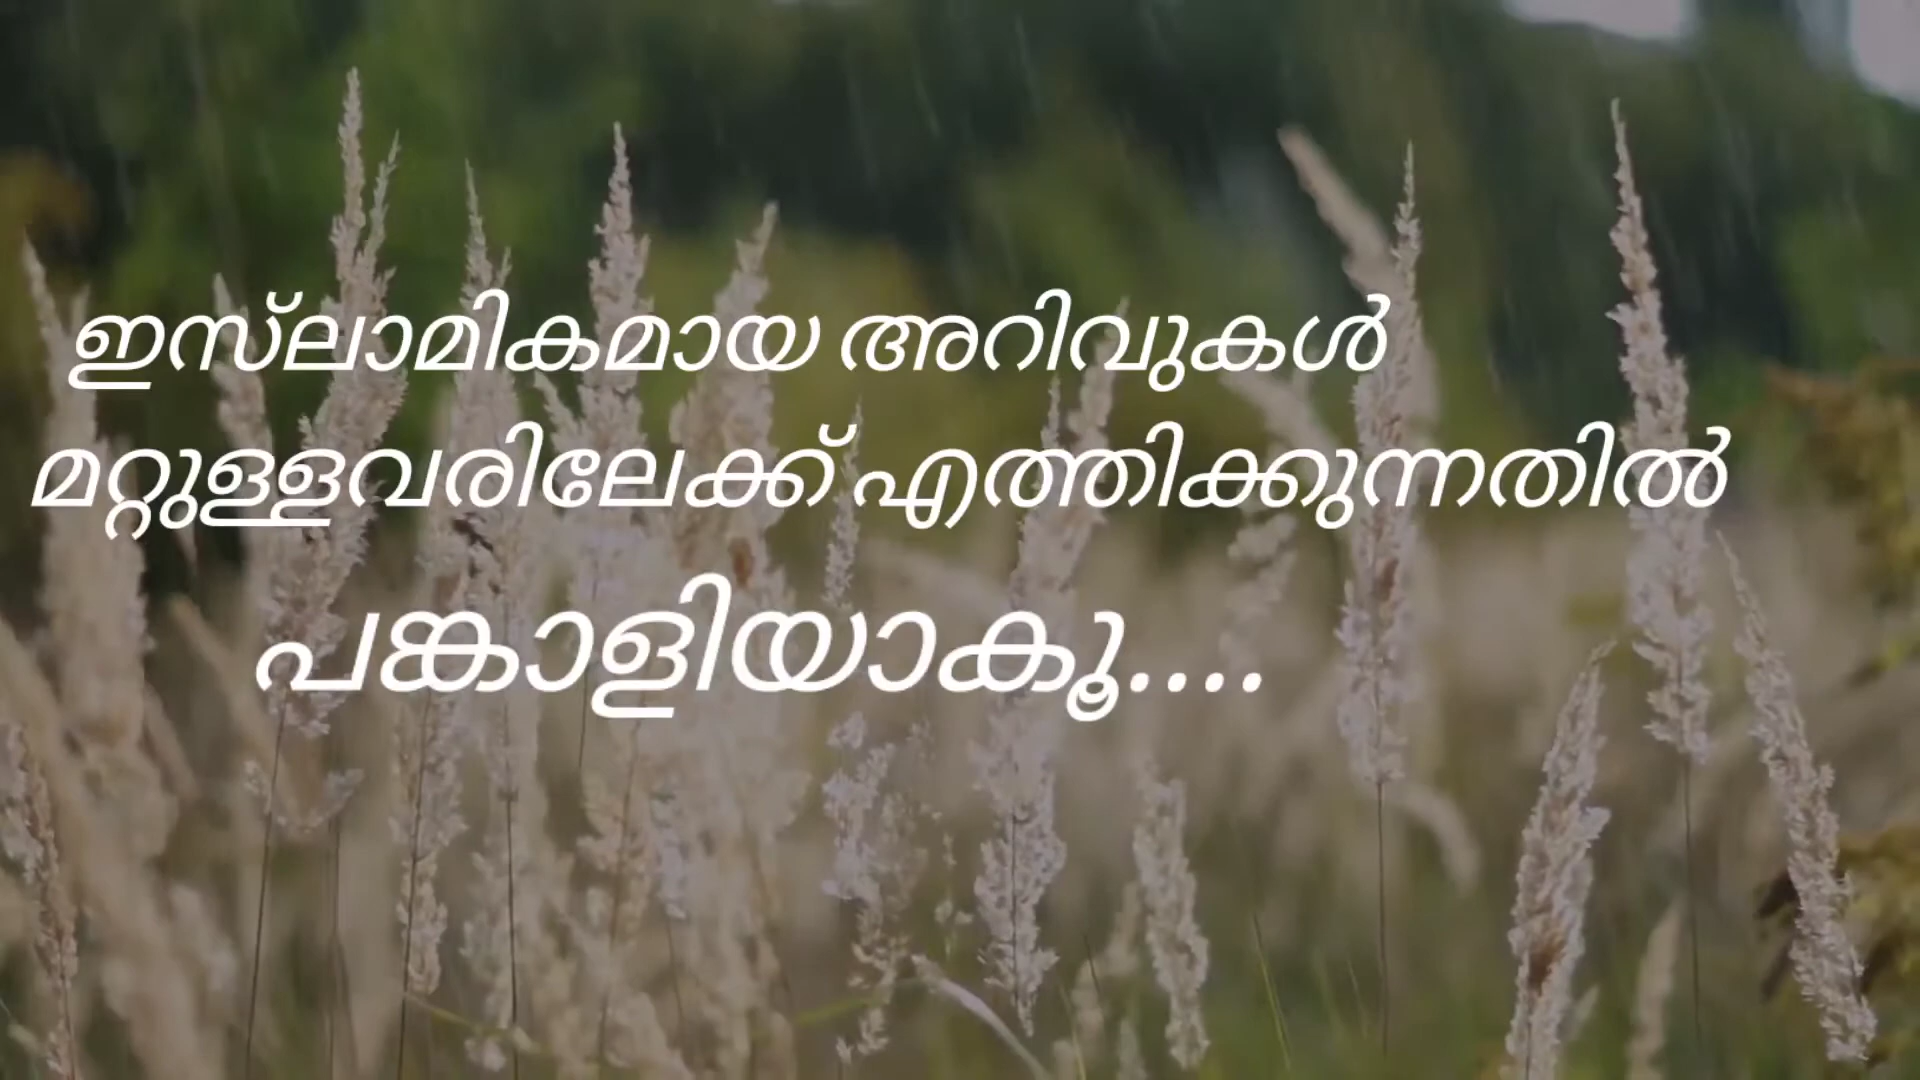 ഇസ്‌ലാമികമായ അറിവുകൾ
മറ്റുള്ളവരിലേക്ക് എത്തിക്കുന്നതിൽ
പങ്കാളിയാകൂ....